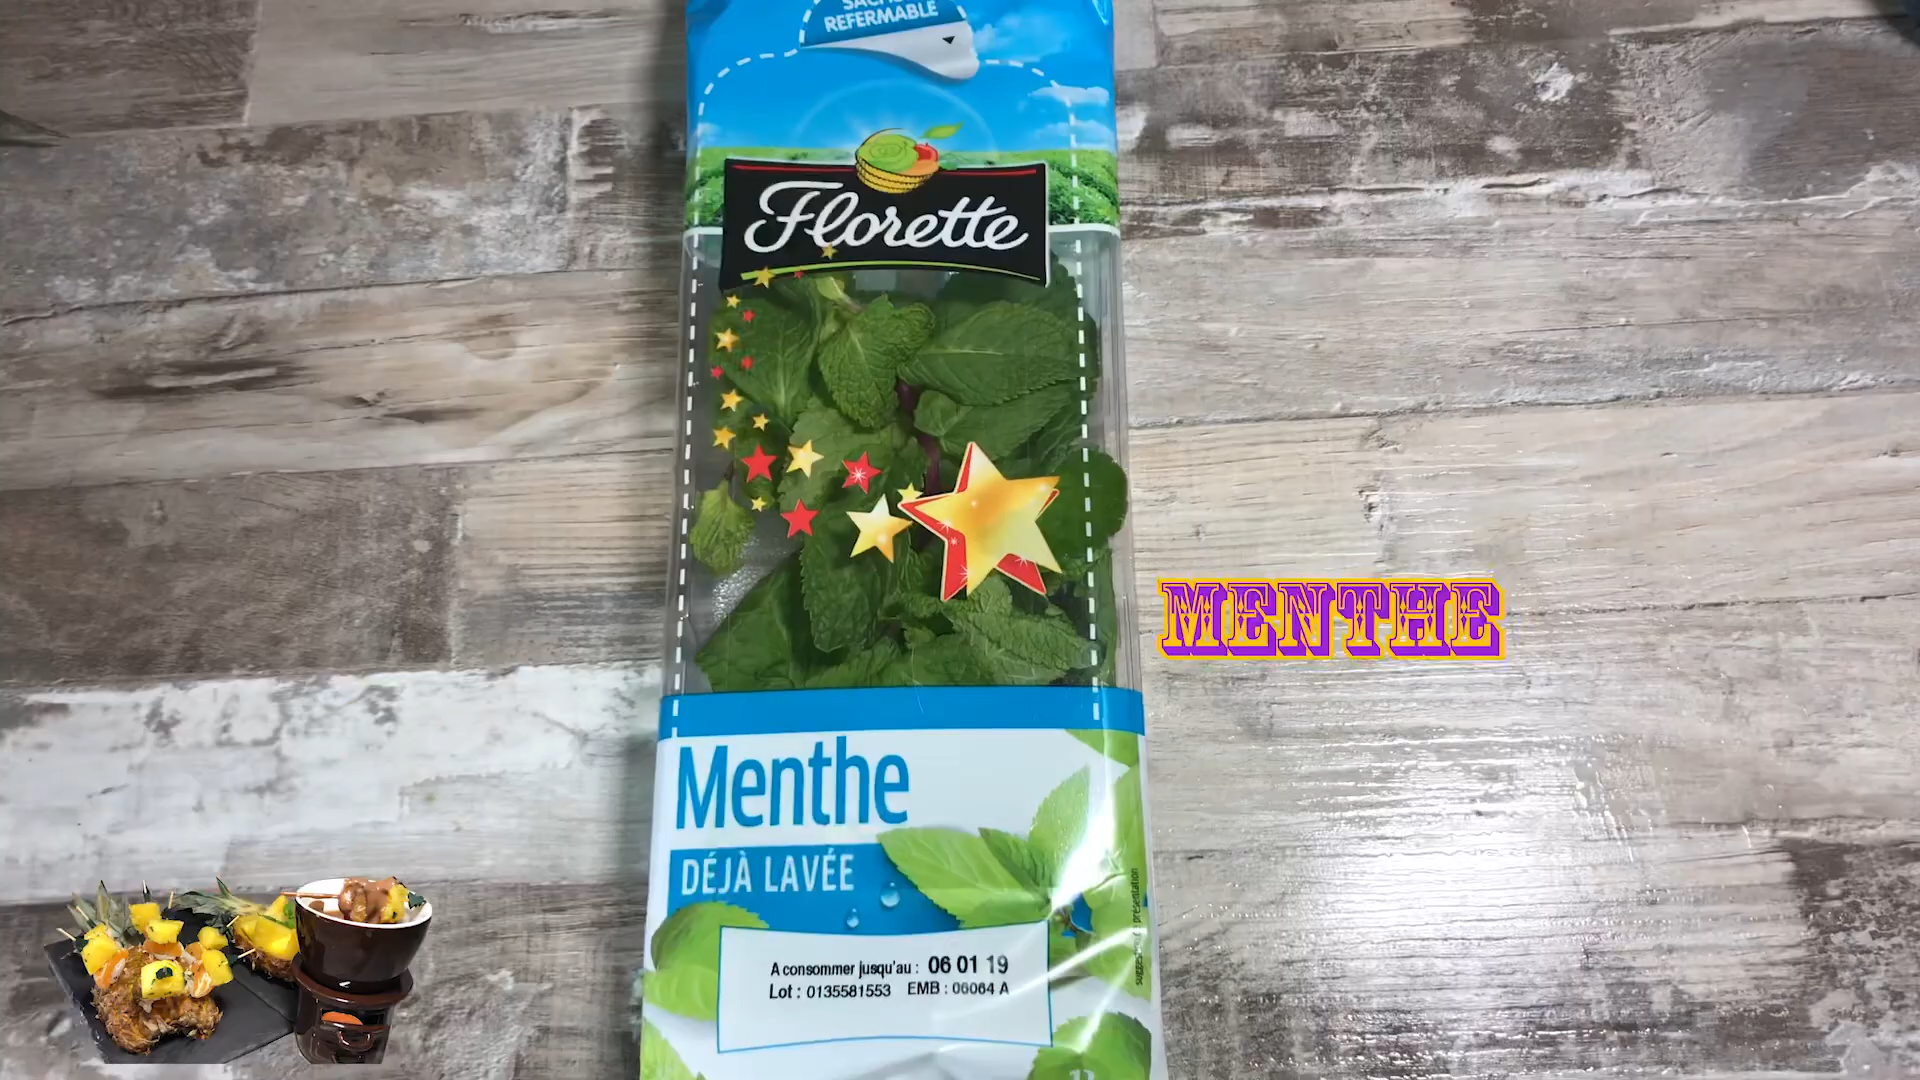 REFERMABLE
Florette
MENTHE
Menthe
DÉJÀ LAVÉE
A consommer jusqu'au : 06 01 19
Lot : 0135581553 EMB : 06064 A